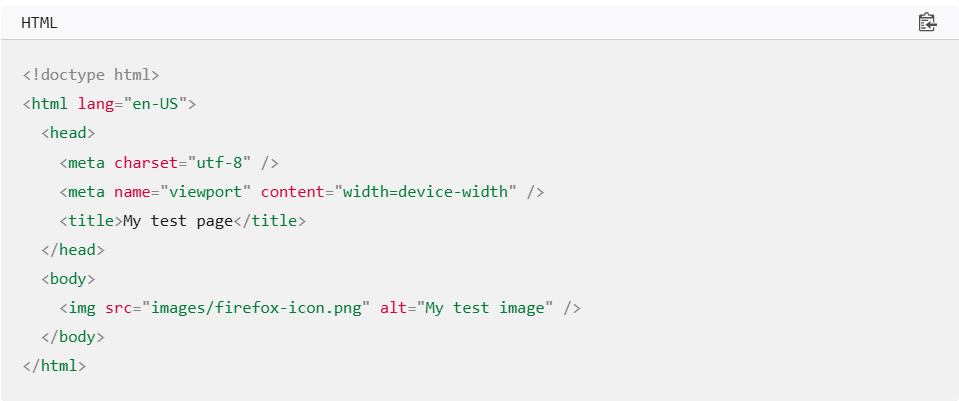 HTML
<!doctype html>
<html lang="en-US">
  <head>
    <meta charset="utf-8" />
    <meta name="viewport" content="width=device-width" />
    <title>My test page</title>
  </head>
  <body>
    <img src="images/firefox-icon.png" alt="My test image" />
  </body>
</html>